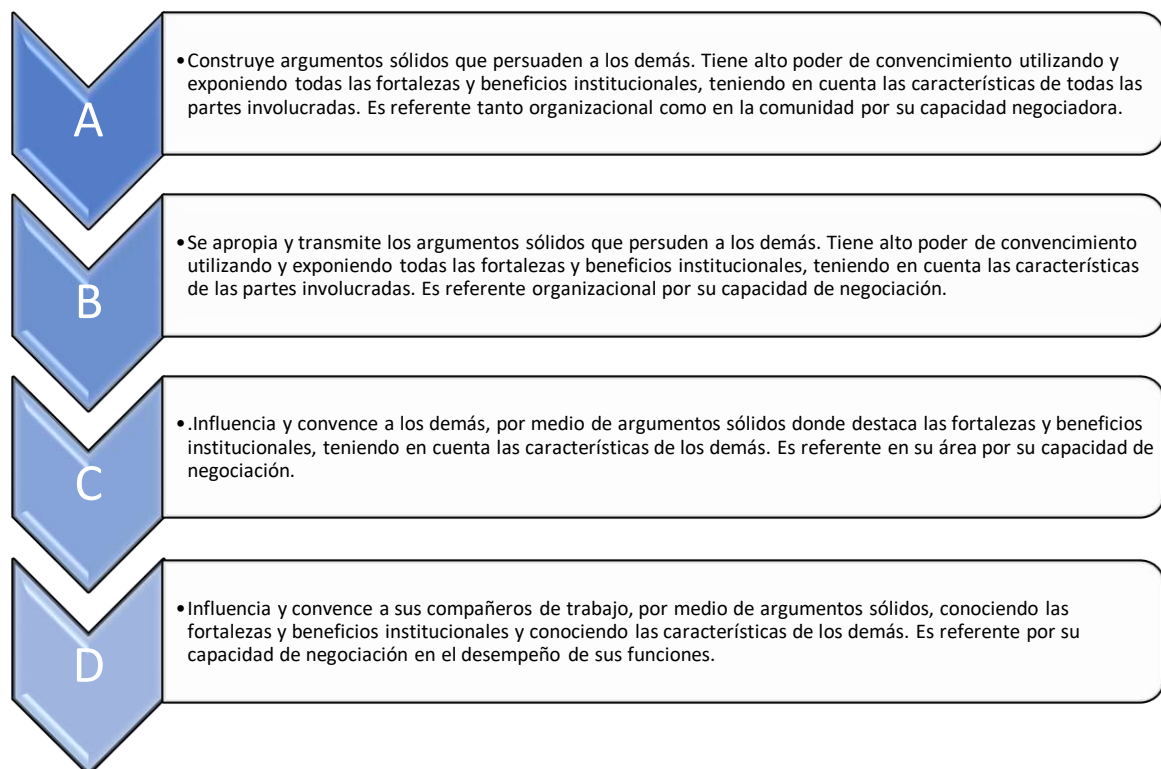 A
•Construye argumentos sólidos que persuaden a los demás. Tiene alto poder de convencimiento utilizando y
exponiendo todas las fortalezas y beneficios institucionales, teniendo en cuenta las características de todas las
partes involucradas. Es referente tanto organizacional como en la comunidad por su capacidad negociadora.
B
•Se apropia y transmite los argumentos sólidos que persuden a los demás. Tiene alto poder de convencimiento
utilizando y exponiendo todas las fortalezas y beneficios institucionales, teniendo en cuenta las características
de las partes involucradas. Es referente organizacional por su capacidad de negociación.
C
•.Influencia y convence a los demás, por medio de argumentos sólidos donde destaca las fortalezas y beneficios
institucionales, teniendo en cuenta las características de los demás. Es referente en su área por su capacidad de
negociación.
D
•Influencia y convence a sus compañeros de trabajo, por medio de argumentos sólidos, conociendo las
fortalezas y beneficios institucionales y conociendo las características de los demás. Es referente por su
capacidad de negociación en el desempeño de sus funciones.